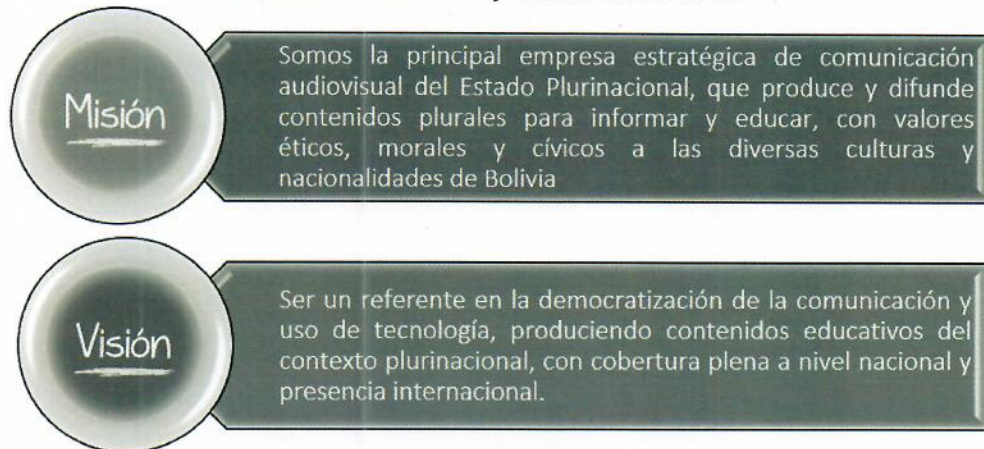 Misión
Somos la principal empresa estratégica de comunicación
audiovisual del Estado Plurinacional, que produce y difunde
contenidos plurales para informar y educar, con valores
éticos, morales y cívicos a las diversas culturas y
nacionalidades de Bolivia
Visión
Ser un referente en la democratización de la comunicación y
uso de tecnología, produciendo contenidos educativos del
contexto plurinacional, con cobertura plena a nivel nacional y
presencia internacional.